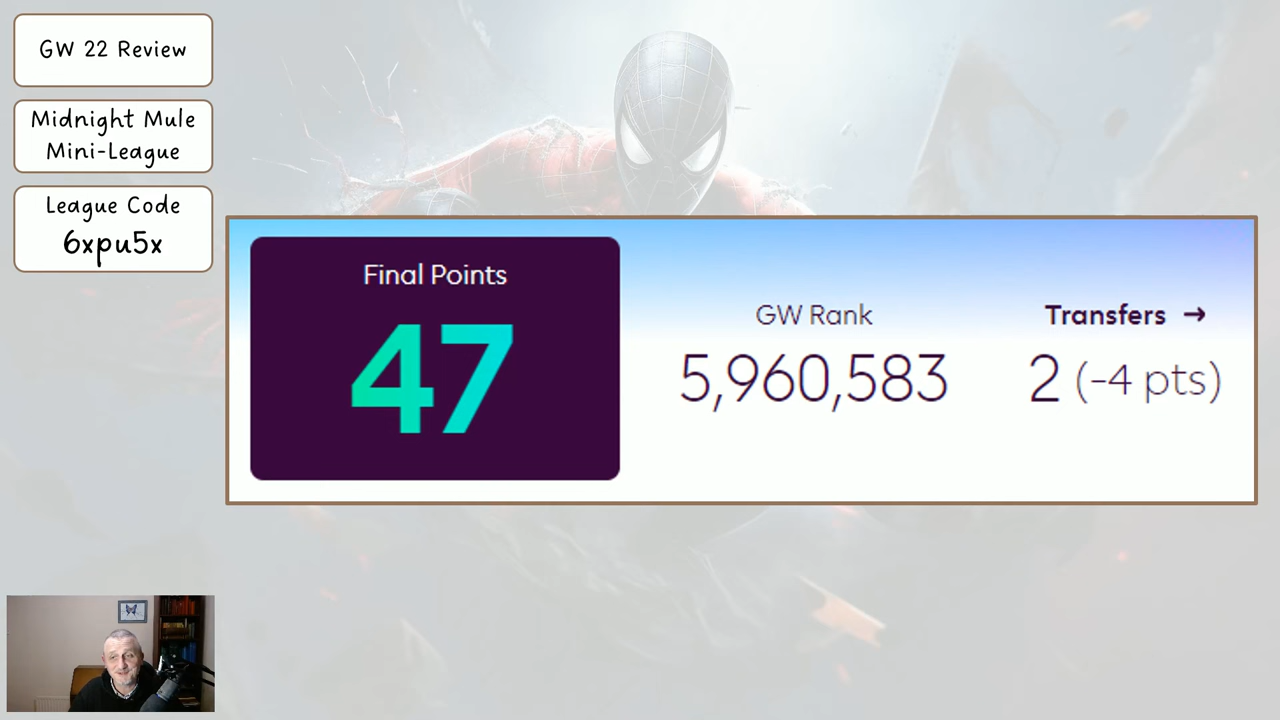 GW 22 Review
Midnight Mule
Mini-League
League Code
6xpu5x
Final Points
47
GW Rank
5,960,583
Transfers →
2 (-4 pts)